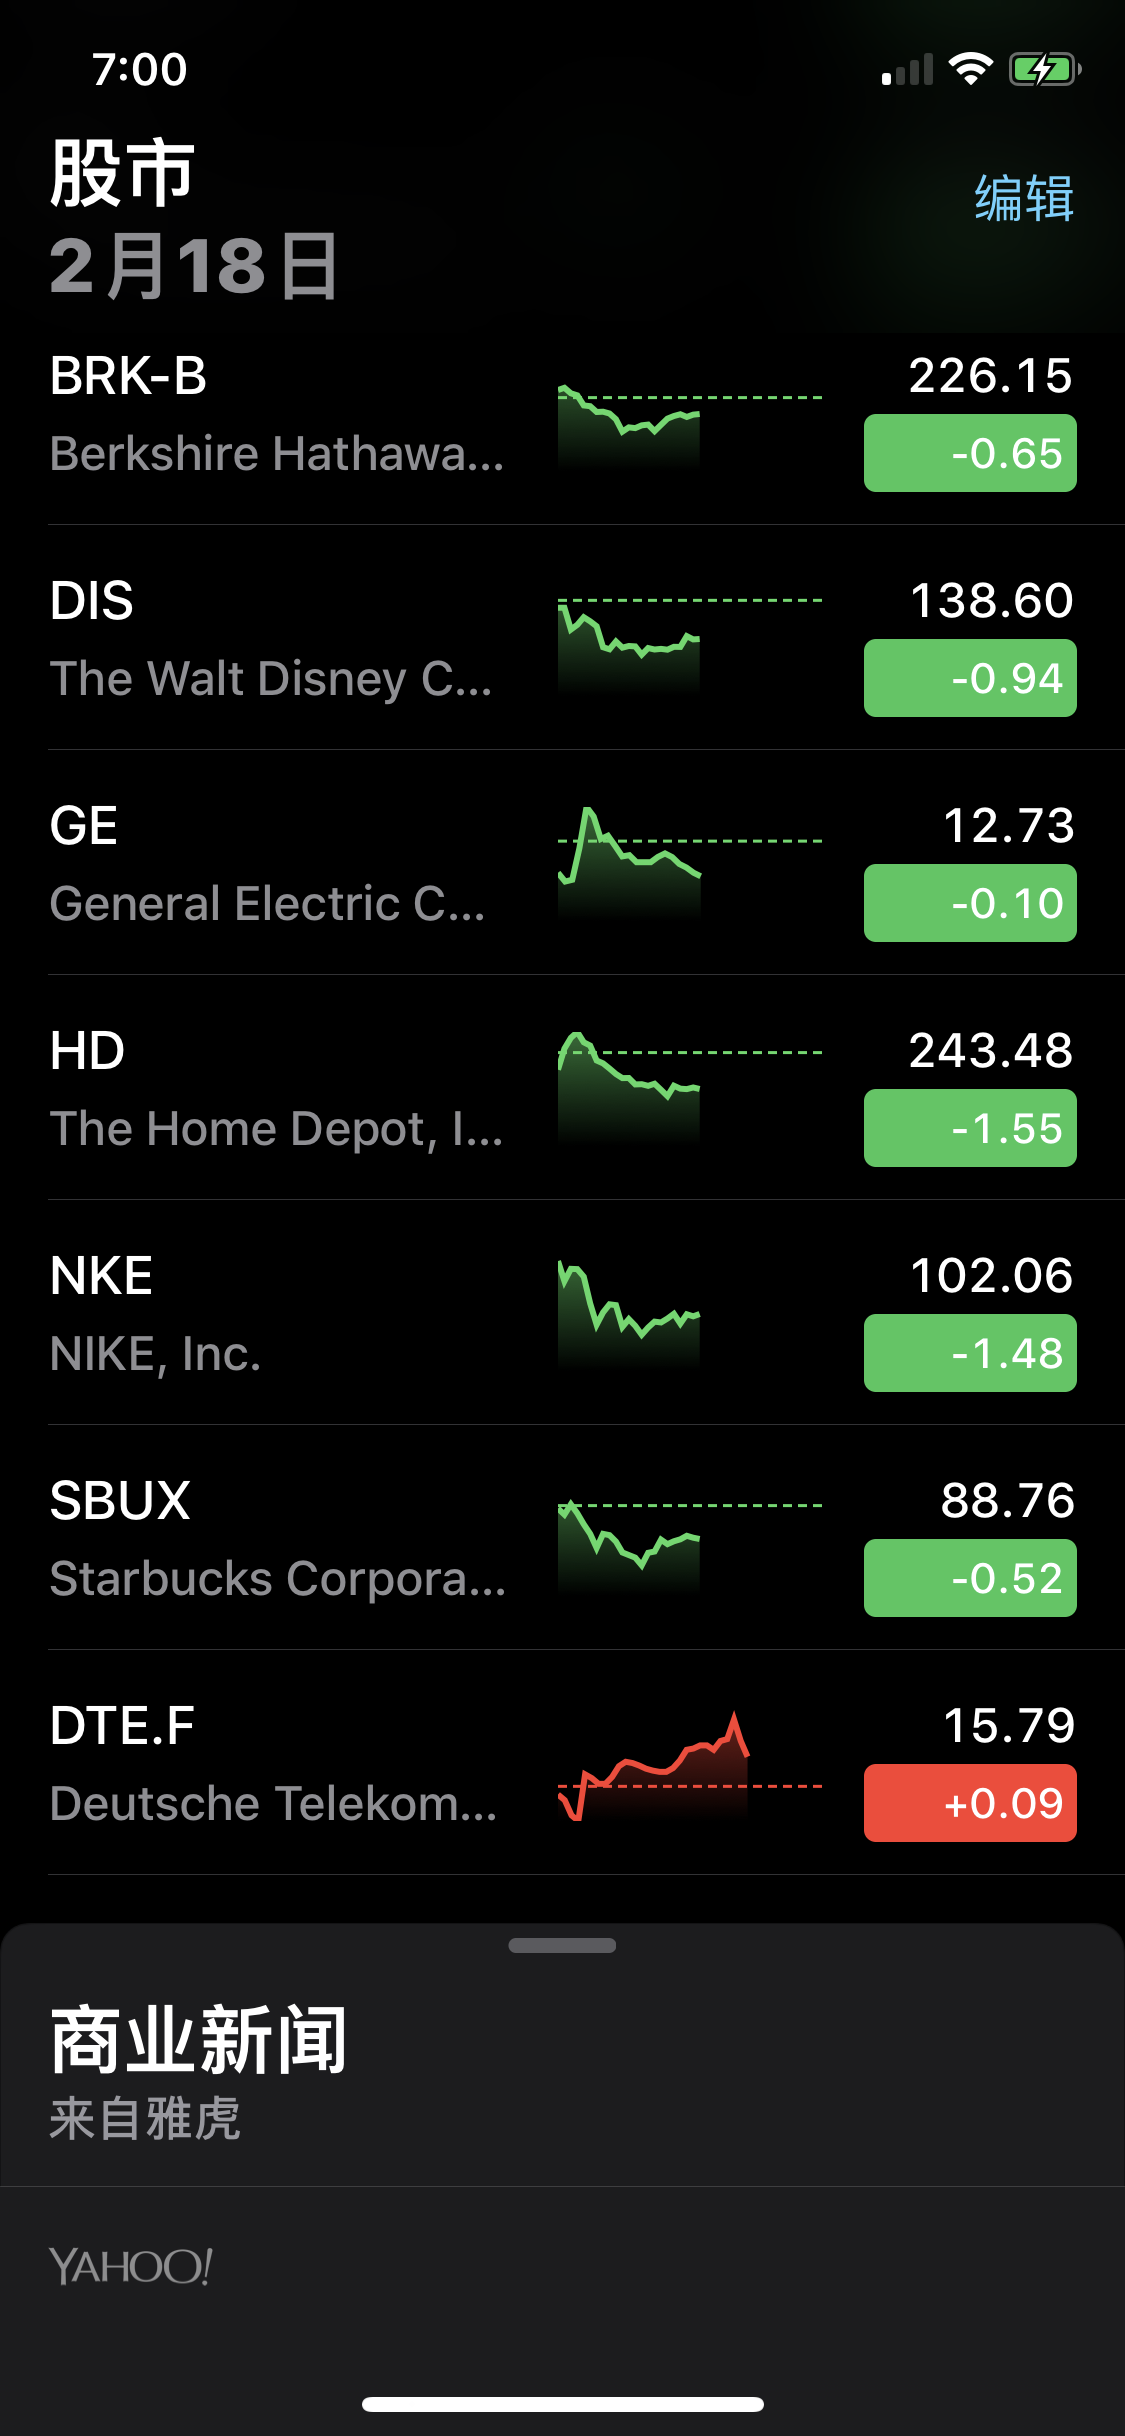 7:00
股市
编辑
2月18日
BRK-B
226.15
Berkshire Hathawa...
-0.65
DIS
138.60
The Walt Disney C...
-0.94
GE
12.73
General Electric C...
-0.10
HD
243.48
The Home Depot, I...
-1.55
NKE
102.06
NIKE, Inc.
-1.48
SBUX
88.76
Starbucks Corpora...
-0.52
DTE.F
15.79
Deutsche Telekom...
+0.09
商业新闻
来自雅虎
YAHOO!